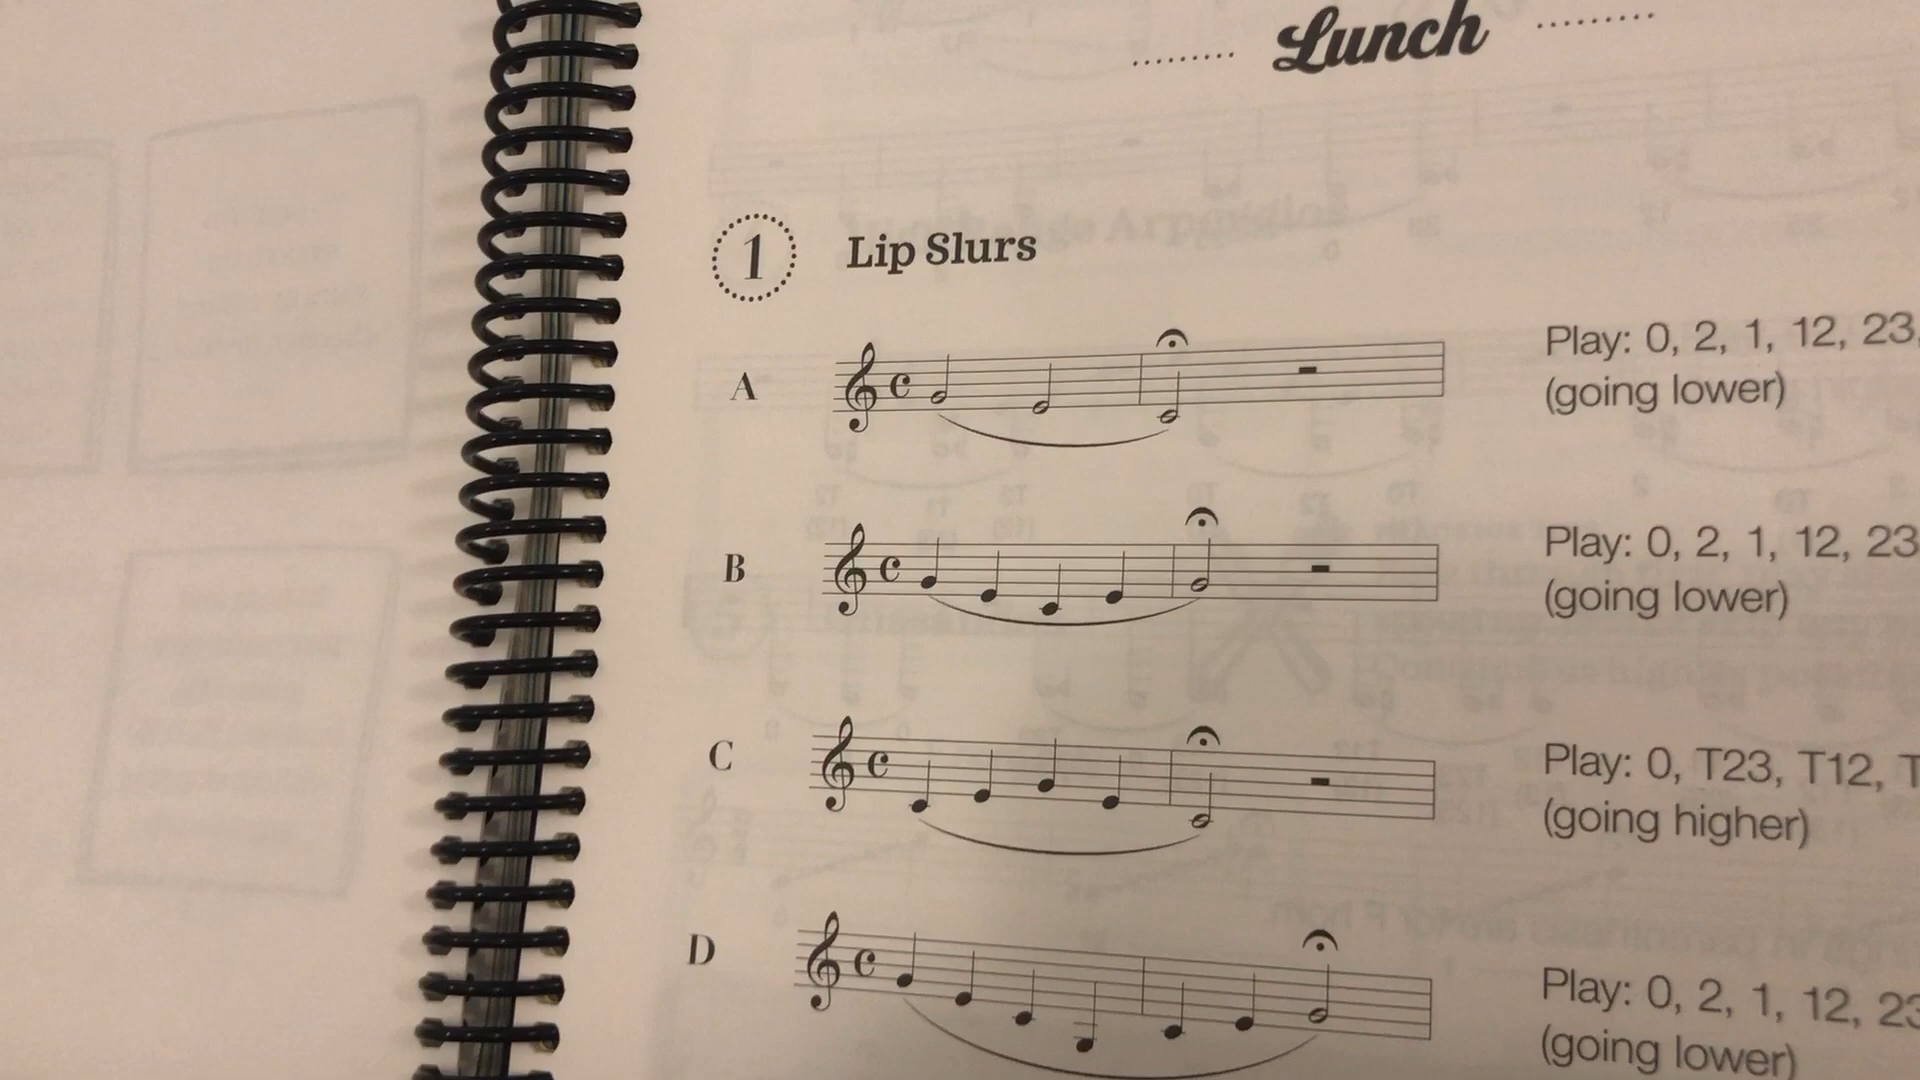 Lunch
1 Lip Slurs
A
Play: 0, 2, 1, 12, 23,
(going lower)
B
Play: 0, 2, 1, 12, 23
(going lower)
C
Play: 0, T23, T12, T
(going higher)
D
Play: 0, 2, 1, 12, 23
(going lower)